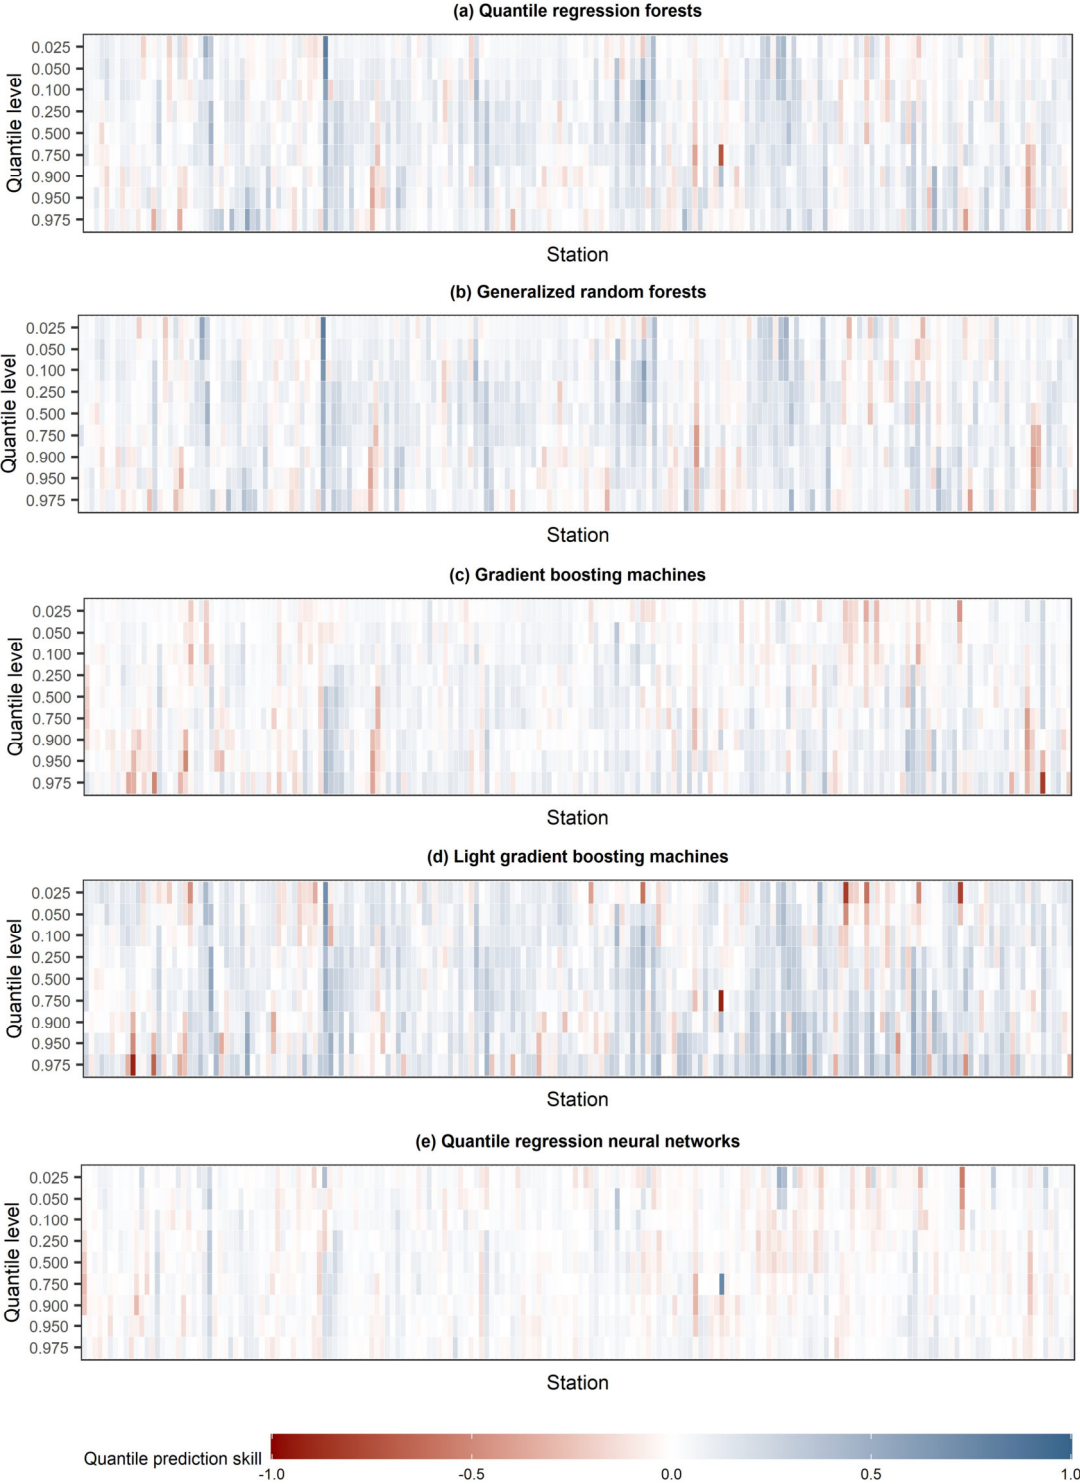 (a) Quantile regression forests
Quantile level
0.025
0.050
0.100
0.250
0.500
0.750
0.900
0.950
0.975
Station
(b) Generalized random forests
Quantile level
0.025
0.050
0.100
0.250
0.500
0.750
0.900
0.950
0.975
Station
(c) Gradient boosting machines
Quantile level
0.025
0.050
0.100
0.250
0.500
0.750
0.900
0.950
0.975
Station
(d) Light gradient boosting machines
Quantile level
0.025
0.050
0.100
0.250
0.500
0.750
0.900
0.950
0.975
Station
(e) Quantile regression neural networks
Quantile level
0.025
0.050
0.100
0.250
0.500
0.750
0.900
0.950
0.975
Station
Quantile prediction skill
-1.0 -0.5 0.0 0.5 1.0